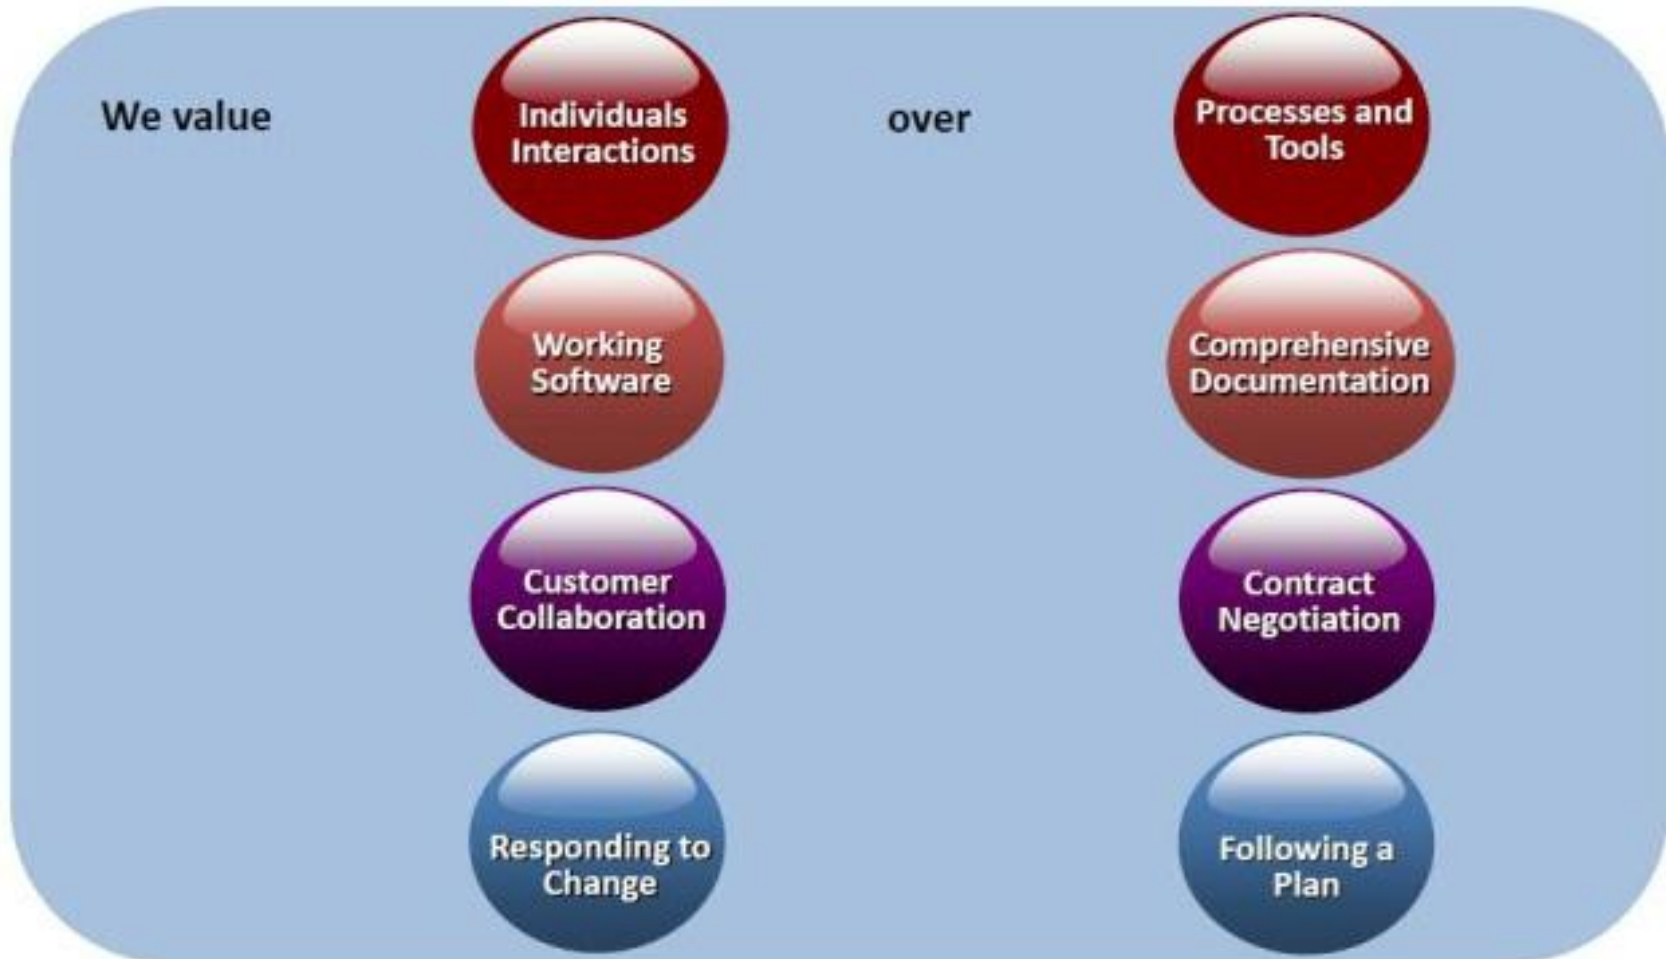 We value
Individuals
Interactions
over
Processes and
Tools
Working
Software
Comprehensive
Documentation
Customer
Collaboration
Contract
Negotiation
Responding to
Change
Following a
Plan